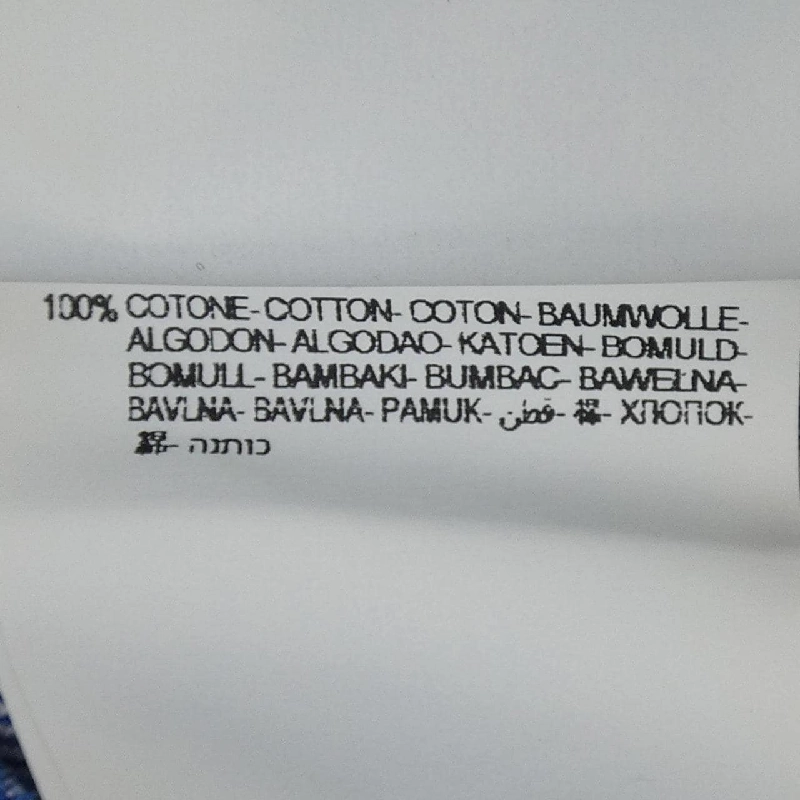 100% COTONE- COTTON- COTON- BAUMWOLLE-
ALGODON- ALGODAO- KATOEN- BOMULD-
BOMULL- BAMBAKI- BUMBAC- BAWEŁNA-
BAVLNA- BAVLNA- PAMUK- قطن- 棉- ХЛОПОК-
綿- כותנה